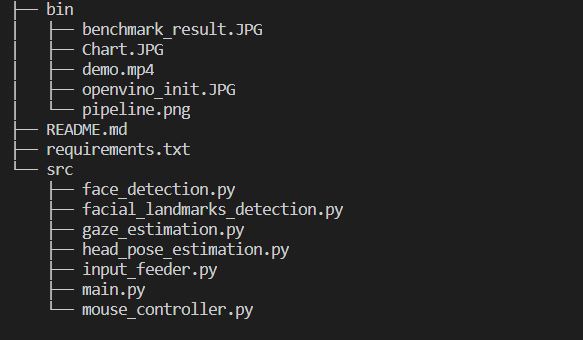 ├── bin
│   ├── benchmark_result.JPG
│   ├── Chart.JPG
│   ├── demo.mp4
│   ├── openvino_init.JPG
│   └── pipeline.png
├── README.md
├── requirements.txt
└── src
    ├── face_detection.py
    ├── facial_landmarks_detection.py
    ├── gaze_estimation.py
    ├── head_pose_estimation.py
    ├── input_feeder.py
    ├── main.py
    └── mouse_controller.py